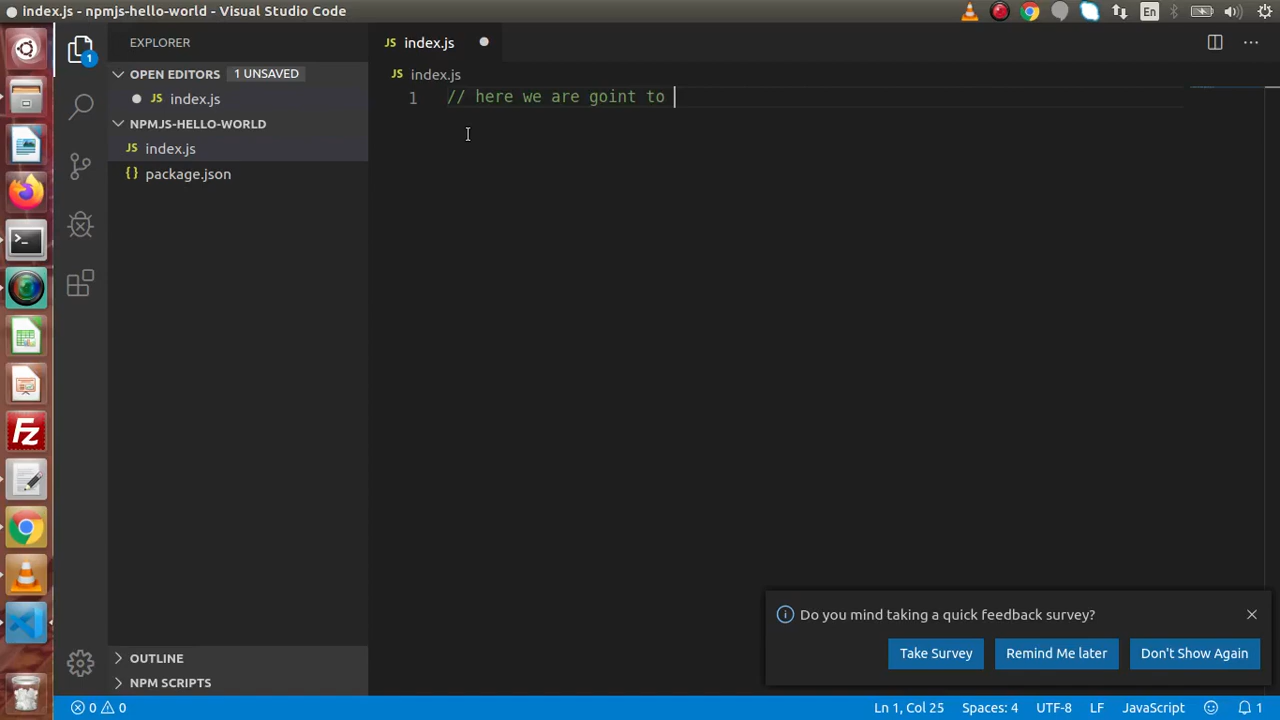 index.js - npmjs-hello-world - Visual Studio Code
En
EXPLORER
JS index.js
1
OPEN EDITORS 1 UNSAVED
JS index.js
JS index.js
1 // here we are goint to
NPMJS-HELLO-WORLD
JS index.js
{} package.json
Fz
Do you mind taking a quick feedback survey?
Take Survey Remind Me later Don't Show Again
OUTLINE
NPM SCRIPTS
0 0 Ln 1, Col 25 Spaces: 4 UTF-8 LF JavaScript 1